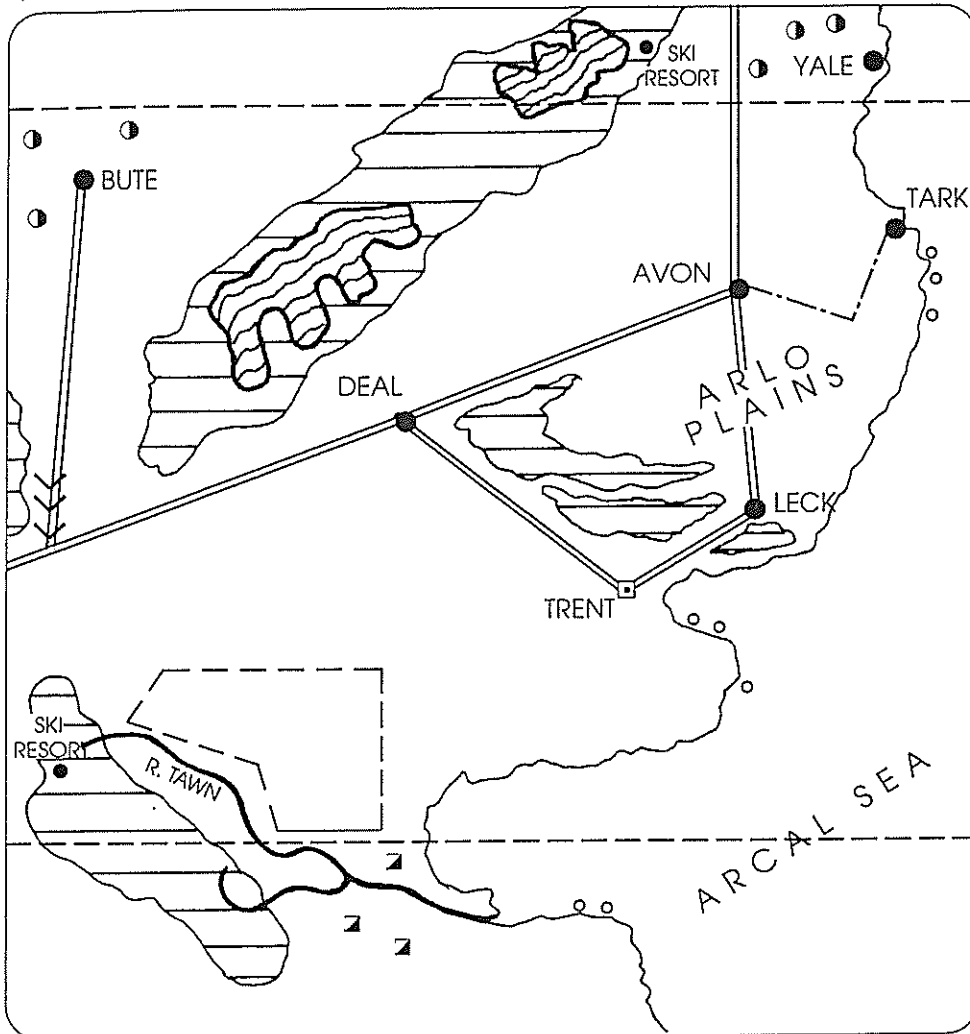 SKI
RESORT
YALE
BUTE
TARK
AVON
ARLO
PLAINS
DEAL
LECK
TRENT
SKI
RESORT
R. TAWN
ARCAL SEA